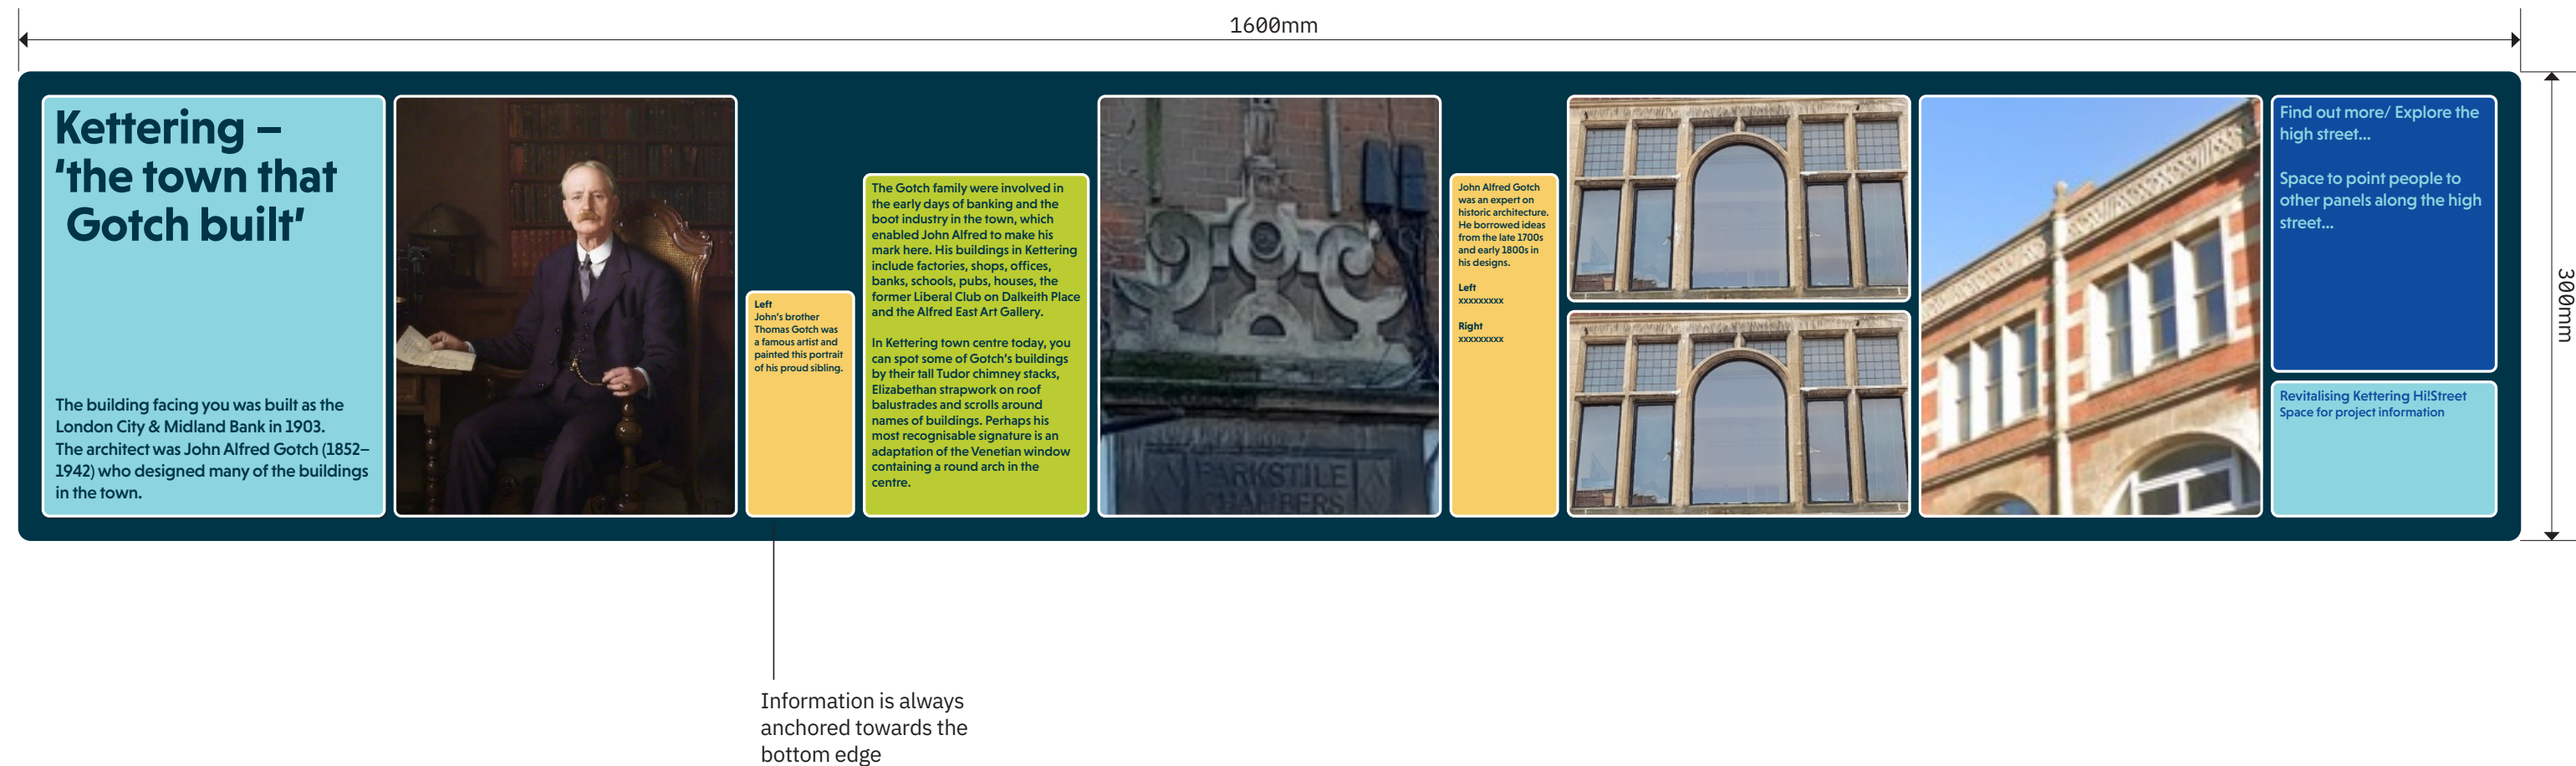 1600mm
Kettering –
‘the town that
Gotch built’
The building facing you was built as the
London City & Midland Bank in 1903.
The architect was John Alfred Gotch (1852–
1942) who designed many of the buildings
in the town.
Left
John's brother
Thomas Gotch was
a famous artist and
painted this portrait
of his proud sibling.
The Gotch family were involved in
the early days of banking and the
boot industry in the town, which
enabled John Alfred to make his
mark here. His buildings in Kettering
include factories, shops, offices,
banks, schools, pubs, houses, the
former Liberal Club on Dalkeith Place
and the Alfred East Art Gallery.
In Kettering town centre today, you
can spot some of Gotch's buildings
by their tall Tudor chimney stacks,
Elizabethan strapwork on roof
balustrades and scrolls around
names of buildings. Perhaps his
most recognisable signature is an
adaptation of the Venetian window
containing a round arch in the
centre.
PARKSTILE
CHAMBERS
John Alfred Gotch
was an expert on
historic architecture.
He borrowed ideas
from the late 1700s
and early 1800s in
his designs.
Left
xxxxxxxxx
Right
xxxxxxxxx
Find out more/ Explore the
high street...
Space to point people to
other panels along the high
street...
Revitalising Kettering Hi!Street
Space for project information
300mm
Information is always
anchored towards the
bottom edge